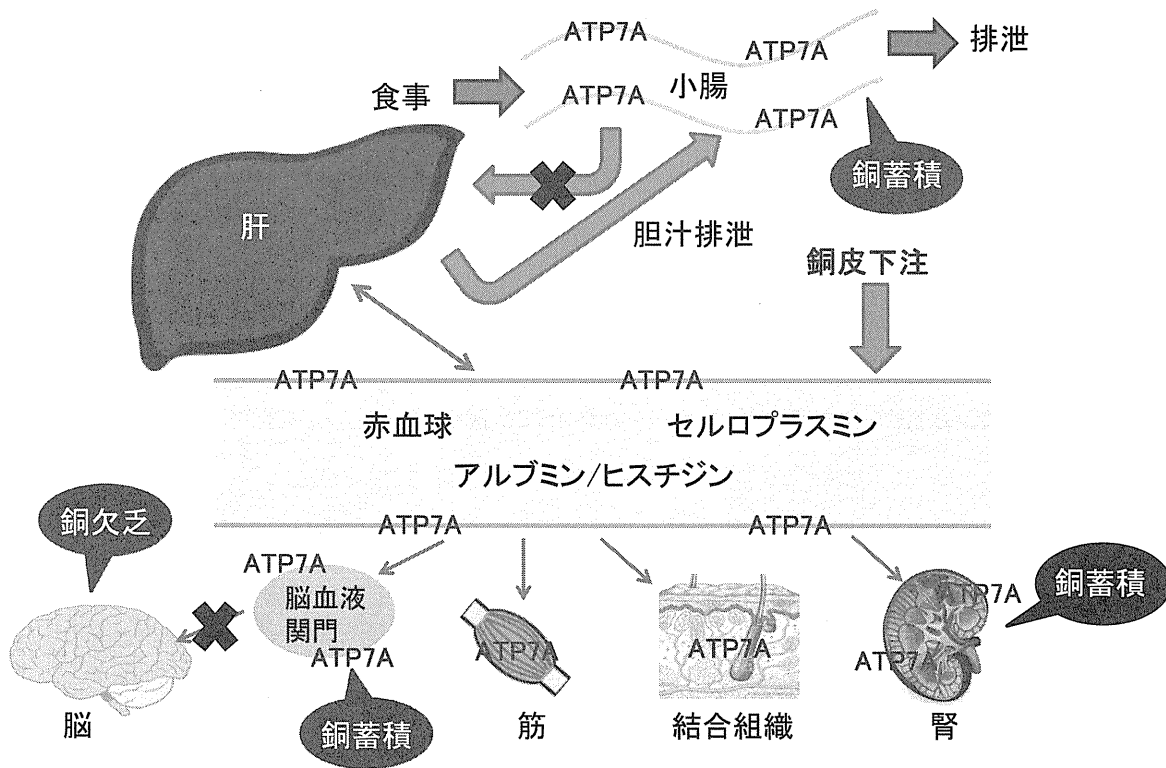 ATP7A
ATP7A
排泄
食事
ATP7A
小腸
ATP7A
銅蓄積
肝
胆汁排泄
銅皮下注
ATP7A
ATP7A
赤血球
セルロプラスミン
アルブミン/ヒスチジン
ATP7A
ATP7A
銅欠乏
ATP7A
脳血液
関門
ATP7A
ATP7A
ATP7A
ATP7A
ATP7A
銅蓄積
脳
銅蓄積
筋
結合組織
腎